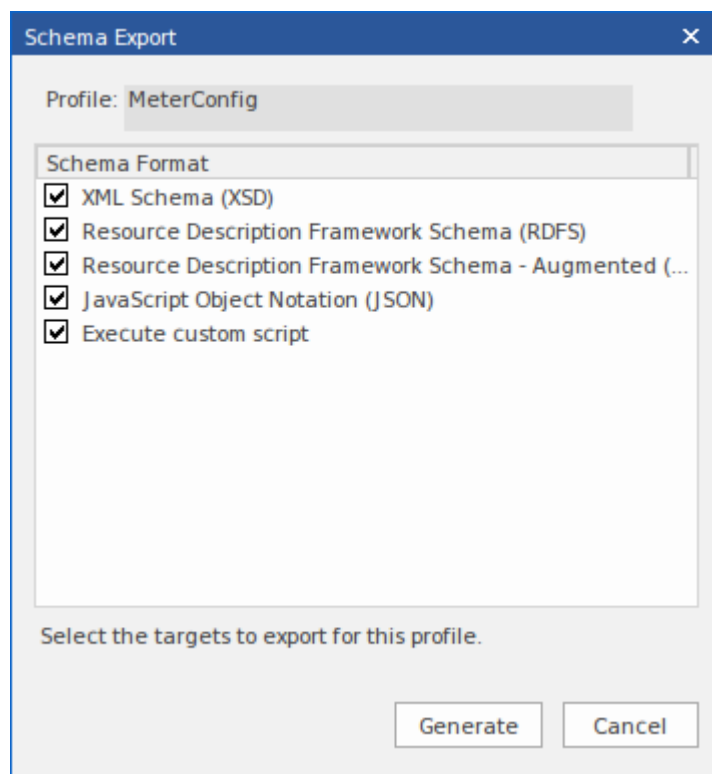 Schema Export
Profile: MeterConfig
Schema Format
XML Schema (XSD)
Resource Description Framework Schema (RDFS)
Resource Description Framework Schema - Augmented (...
JavaScript Object Notation (JSON)
Execute custom script
Select the targets to export for this profile.
Generate Cancel